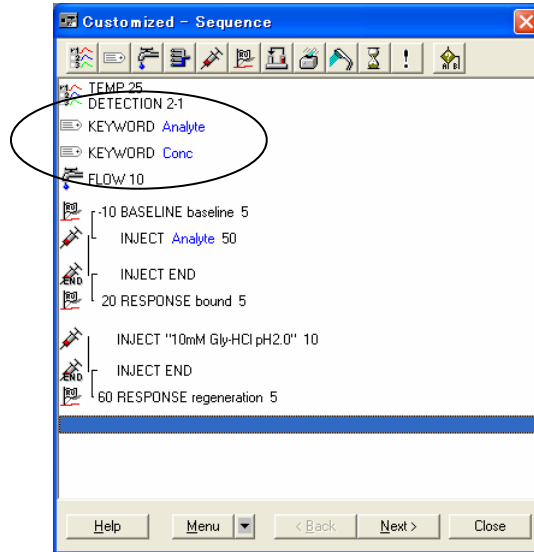 Customized - Sequence
TEMP 25
DETECTION 2-1
KEYWORD Analyte
KEYWORD Conc
FLOW 10
-10 BASELINE baseline 5
INJECT Analyte 50
INJECT END
20 RESPONSE bound 5
INJECT "10mM Gly-HCl pH2.0" 10
INJECT END
60 RESPONSE regeneration 5
Help Menu < Back Next > Close